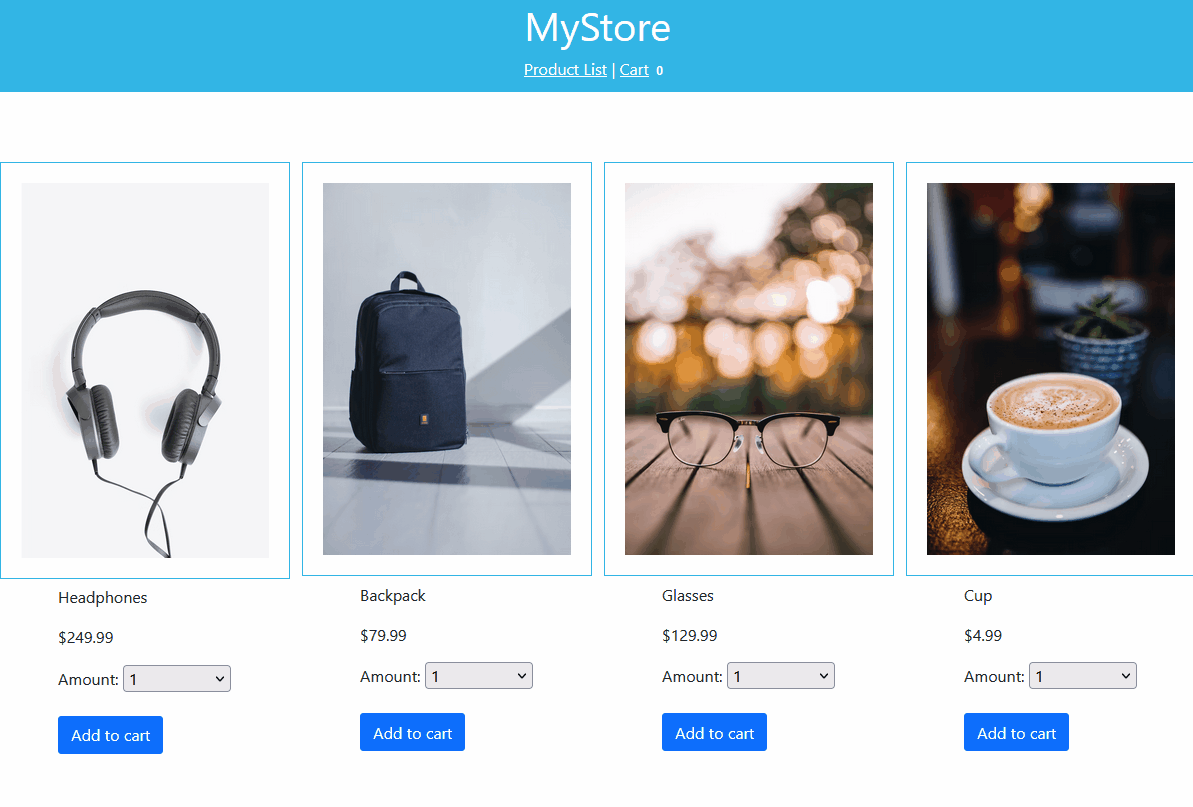 MyStore
Product List | Cart 0
Headphones
$249.99
Amount: 1
Add to cart
Backpack
$79.99
Amount: 1
Add to cart
Glasses
$129.99
Amount: 1
Add to cart
Cup
$4.99
Amount: 1
Add to cart